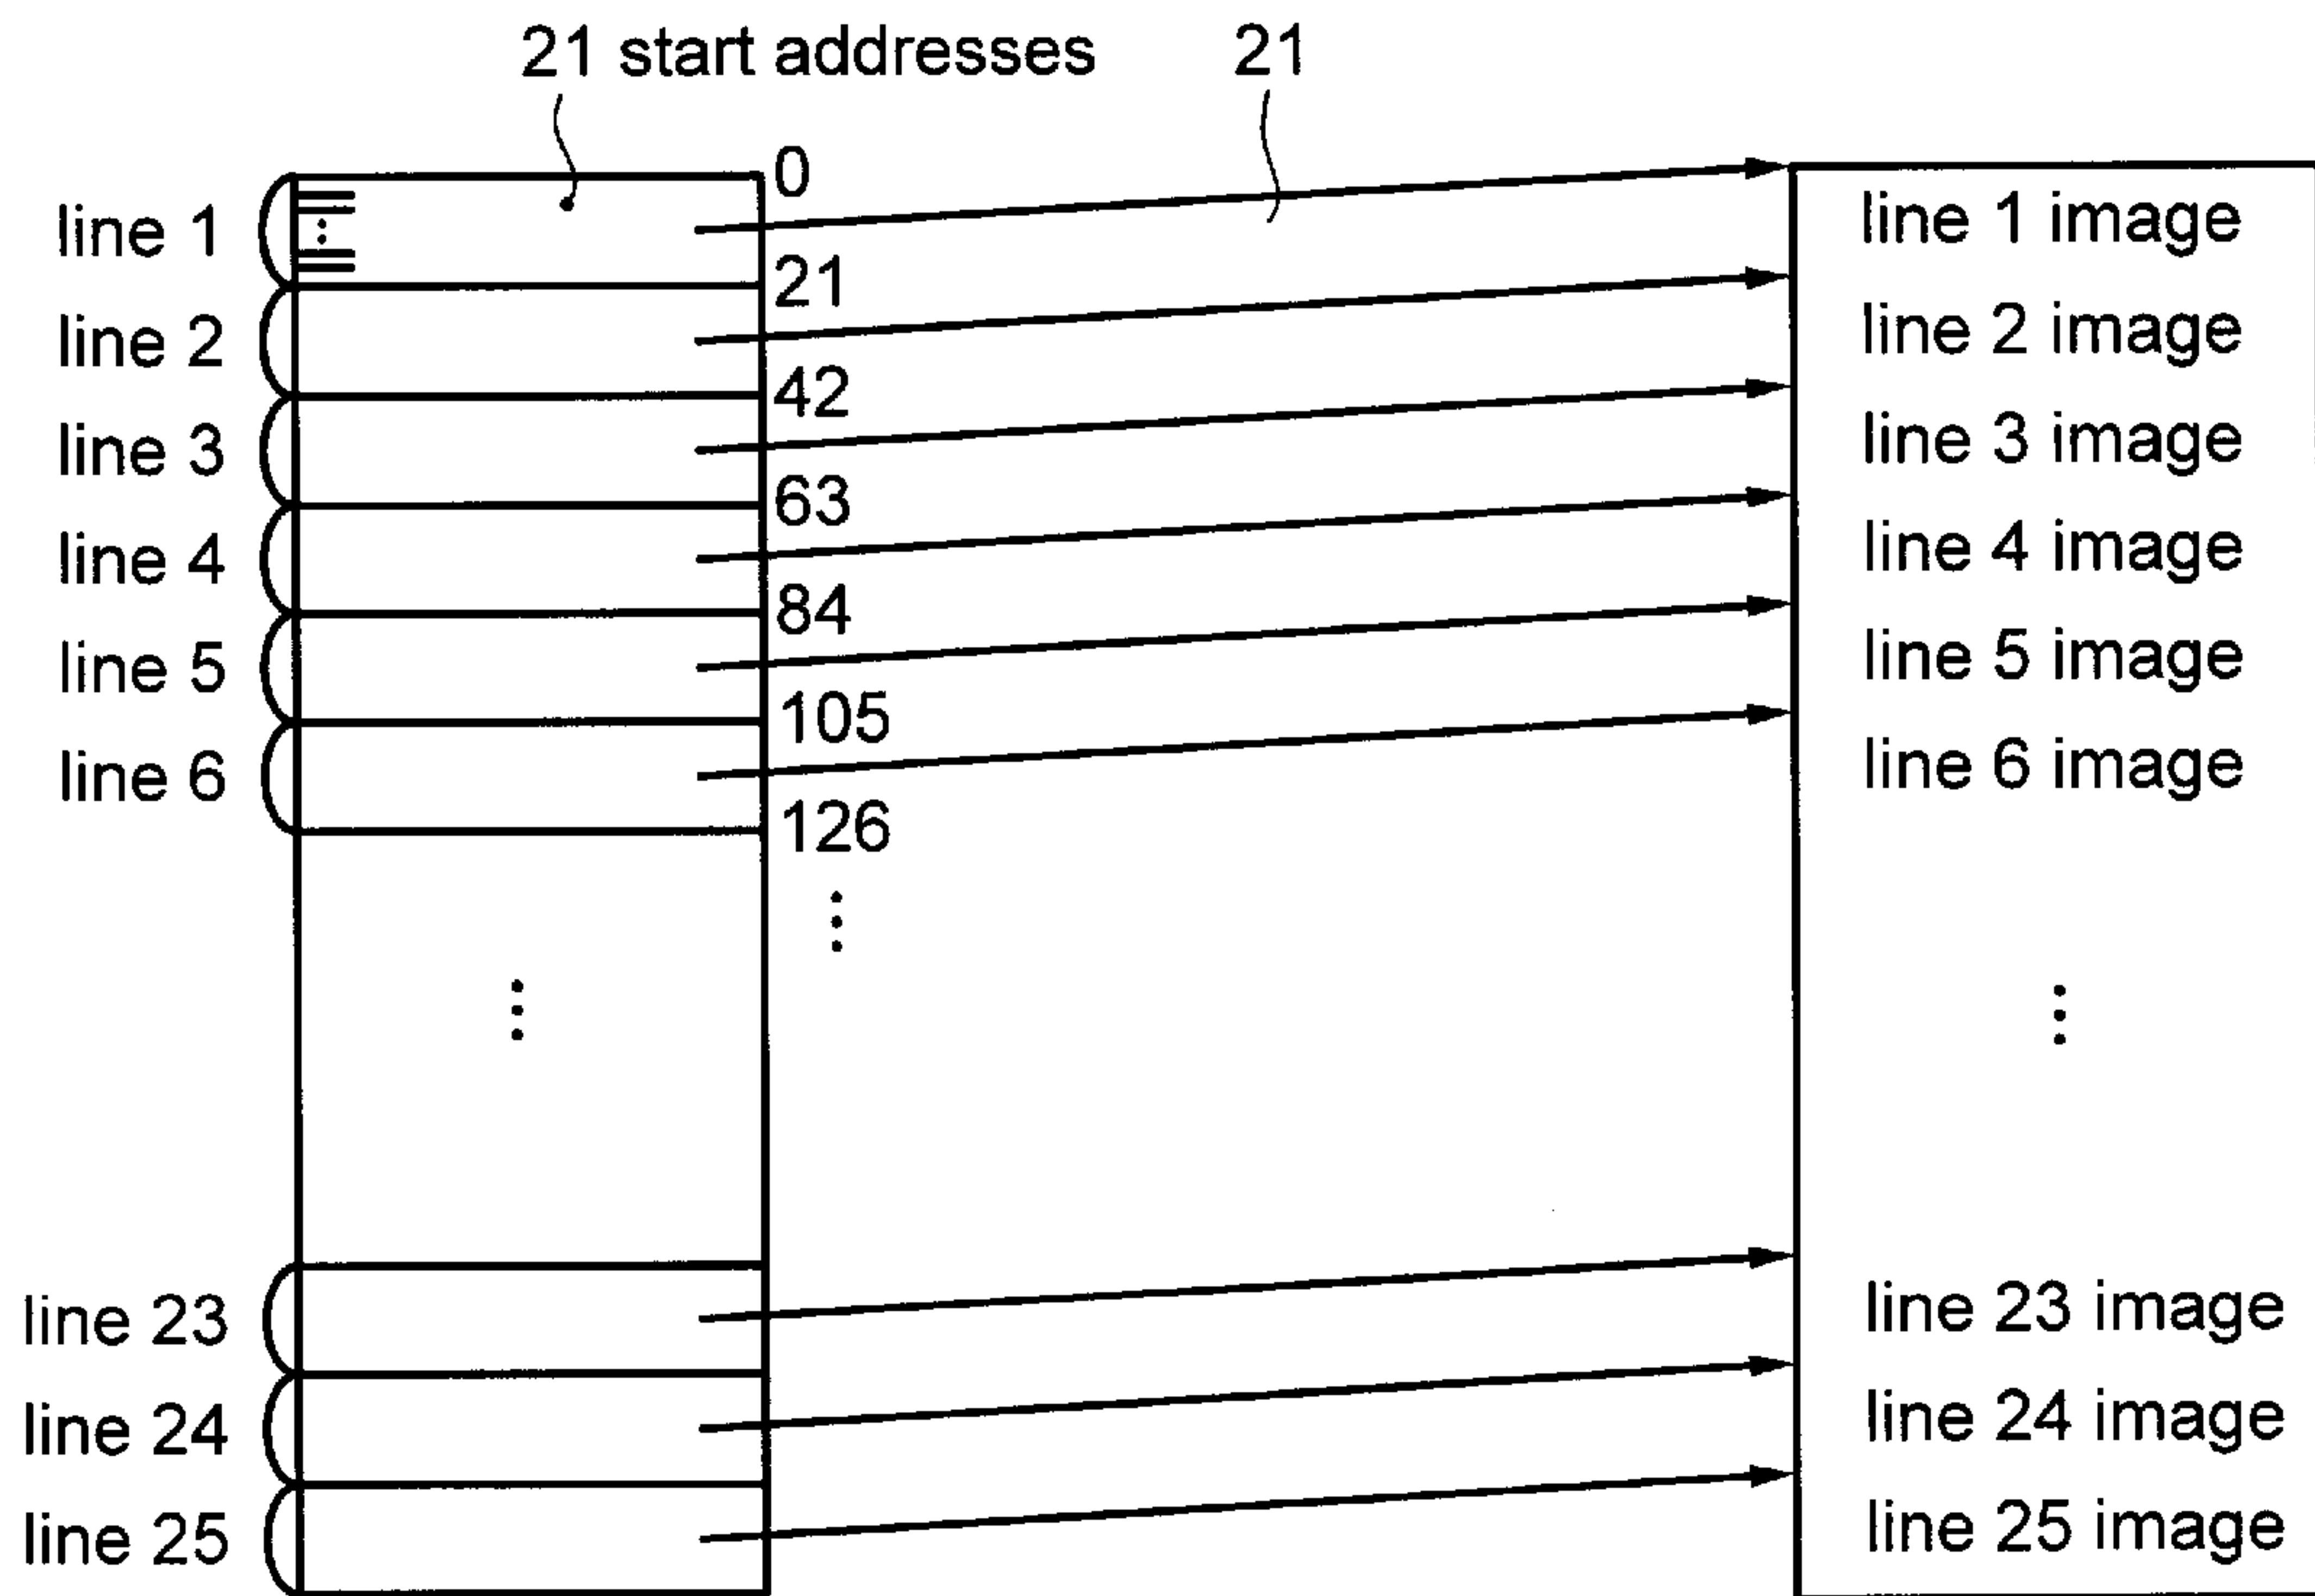 21 start addresses 21
0
line 1 line 1 image
21
line 2 line 2 image
42
line 3 line 3 image
63
line 4 line 4 image
84
line 5 line 5 image
105
line 6 line 6 image
126
line 23 line 23 image
line 24 line 24 image
line 25 line 25 image